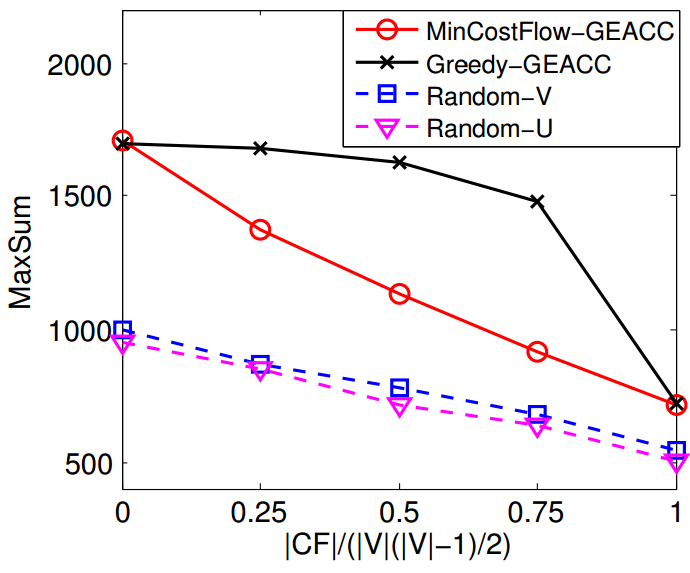 MinCostFlow−GEACC
Greedy−GEACC
Random−V
Random−U
2000
1500
1000
500
MaxSum
0 0.25 0.5 0.75 1
|CF|/(|V|(|V|−1)/2)